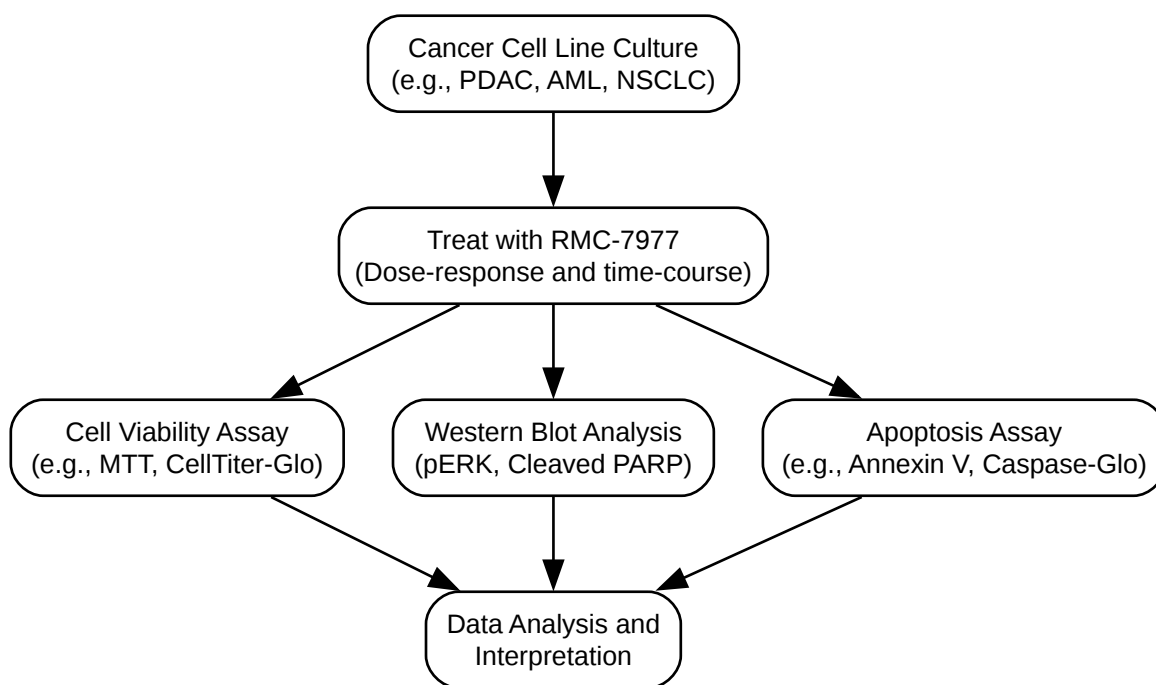 Cancer Cell Line Culture
(e.g., PDAC, AML, NSCLC)
Treat with RMC-7977
(Dose-response and time-course)
Cell Viability Assay
(e.g., MTT, CellTiter-Glo)
Western Blot Analysis
(pERK, Cleaved PARP)
Apoptosis Assay
(e.g., Annexin V, Caspase-Glo)
Data Analysis and
Interpretation